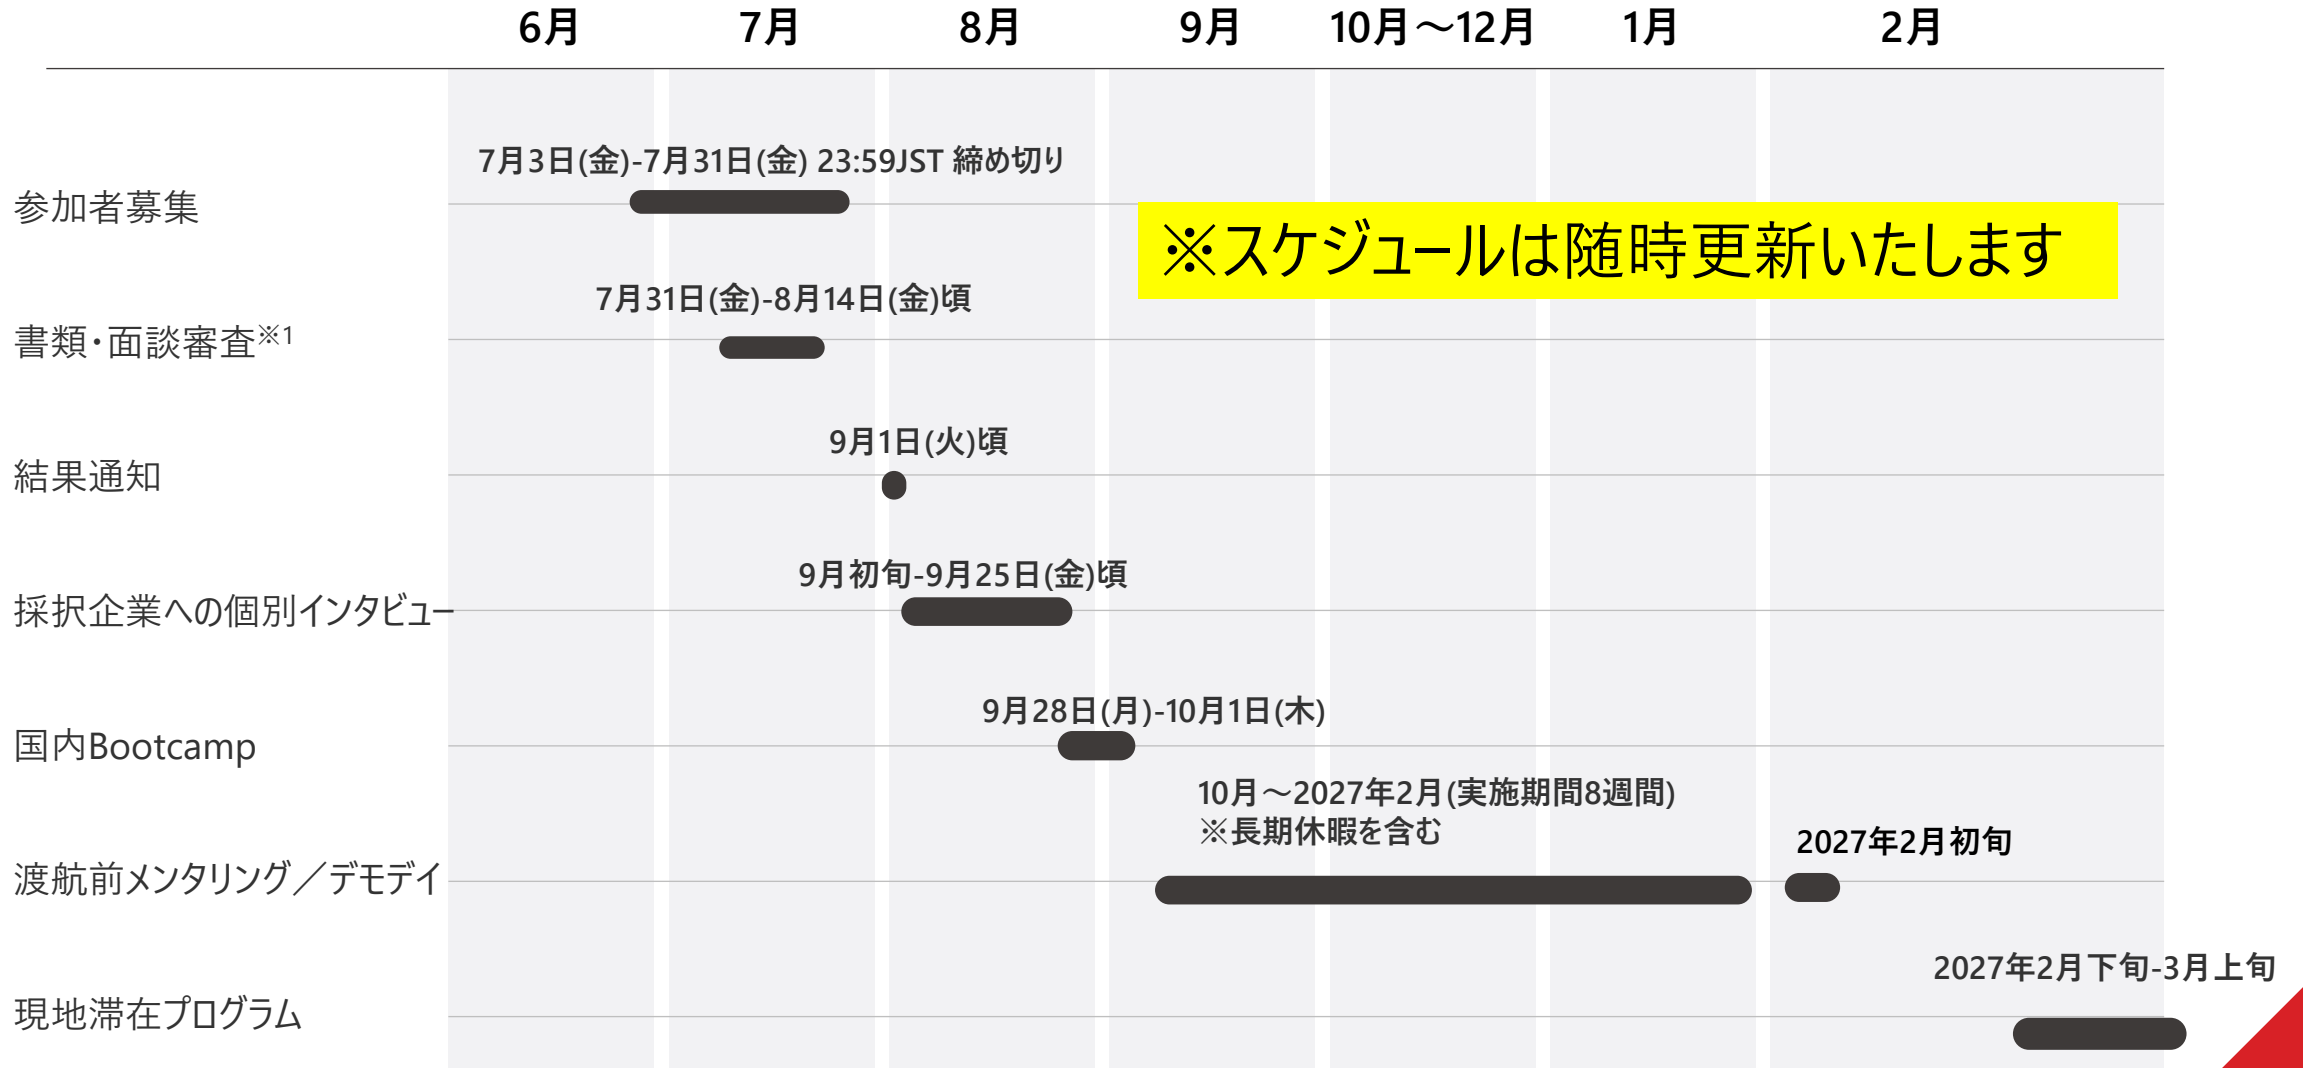 6月 7月 8月 9月 10月～12月 1月 2月
7月3日(金)-7月31日(金) 23:59JST 締め切り
参加者募集
※スケジュールは随時更新いたします
7月31日(金)-8月14日(金)頃
書類・面談審査※1
9月1日(火)頃
結果通知
9月初旬-9月25日(金)頃
採択企業への個別インタビュー
9月28日(月)-10月1日(木)
国内Bootcamp
10月～2027年2月(実施期間8週間)
※長期休暇を含む
2027年2月初旬
渡航前メンタリング／デモデイ
2027年2月下旬-3月上旬
現地滞在プログラム